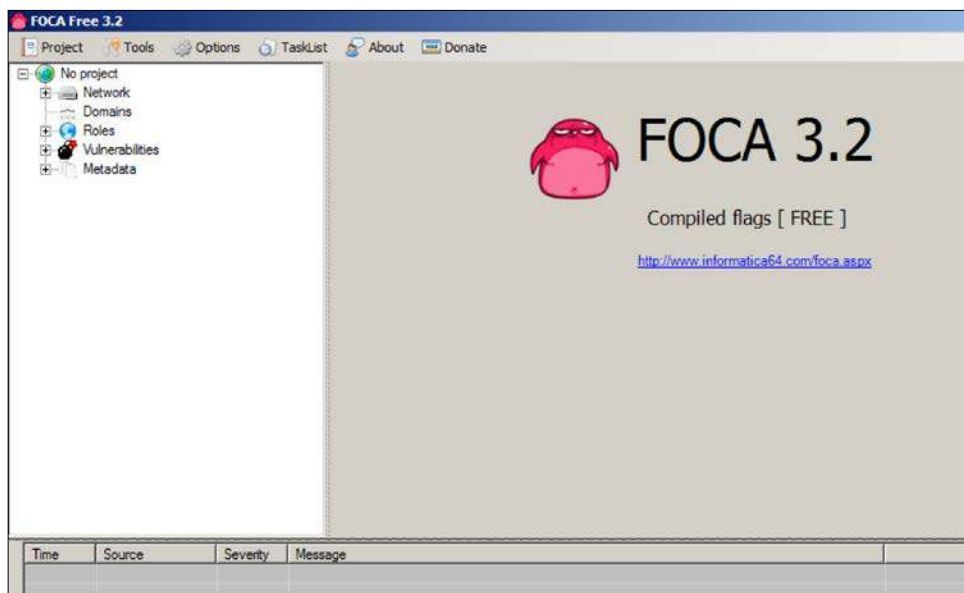 FOCA Free 3.2
Project Tools Options TaskList About Donate
No project
Network
Domains
Roles
Vulnerabilities
Metadata
FOCA 3.2
Compiled flags [ FREE ]
http://www.informatica64.com/foca.aspx
Time Source Severity Message